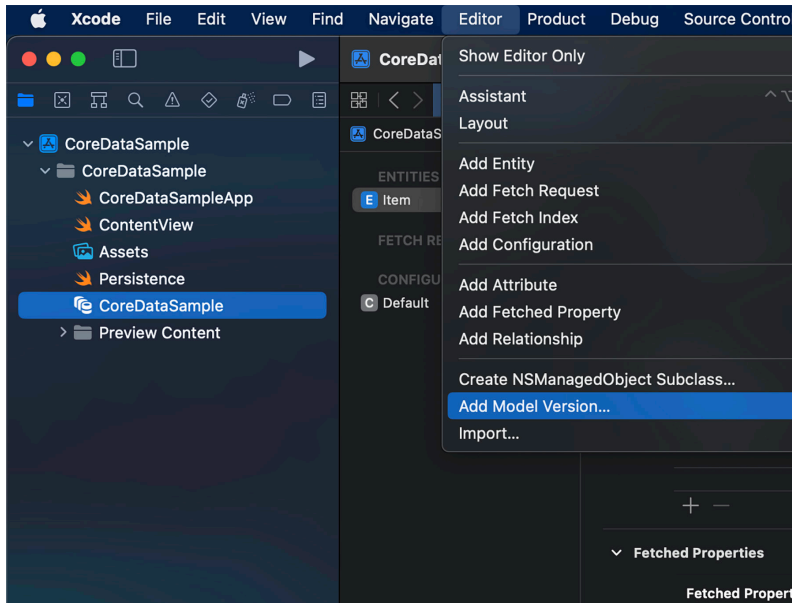 Xcode File Edit View Find Navigate Editor Product Debug Source Contro
CoreDat
CoreDataS
CoreDataSample
CoreDataSample
CoreDataSampleApp
ContentView
Assets
Persistence
CoreDataSample
Preview Content
ENTITIES
E Item
FETCH RE
CONFIGU
C Default
Show Editor Only
Assistant
Layout
Add Entity
Add Fetch Request
Add Fetch Index
Add Configuration
Add Attribute
Add Fetched Property
Add Relationship
Create NSManagedObject Subclass...
Add Model Version...
Import...
Fetched Properties
Fetched Propert